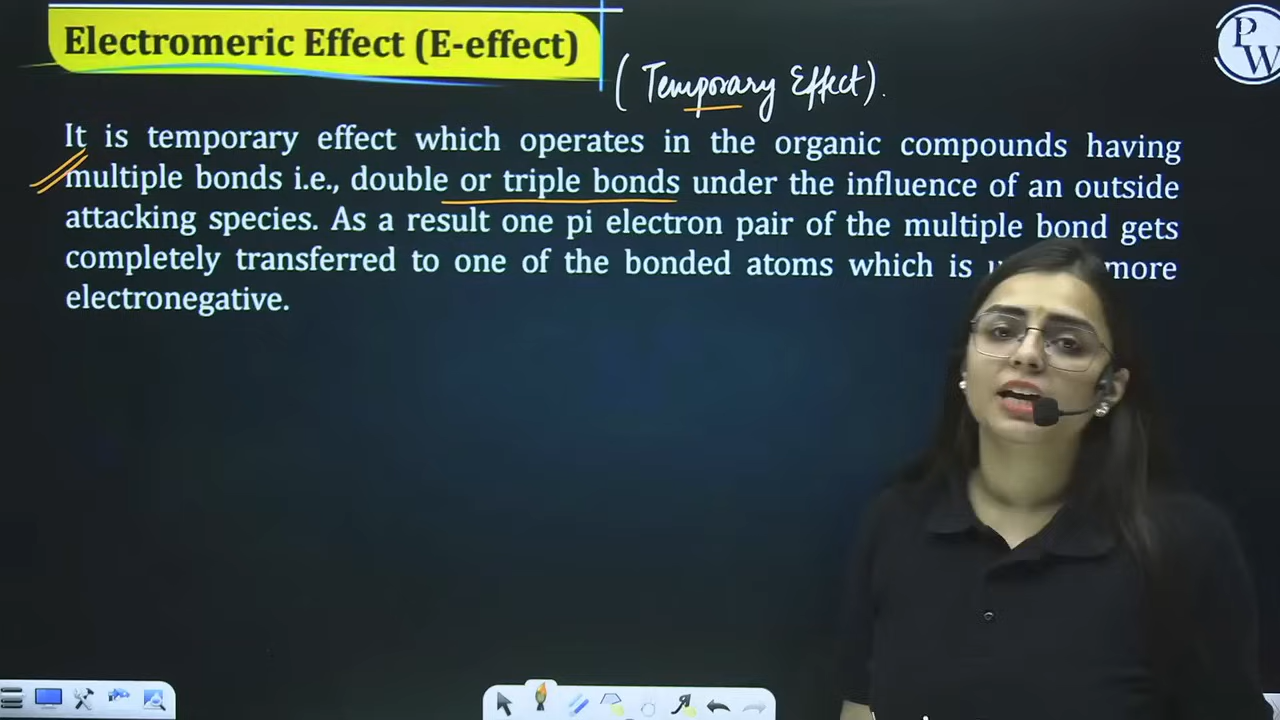 Electromeric Effect (E-effect)
PW
(Temporary Effect).
It is temporary effect which operates in the organic compounds having
multiple bonds i.e., double or triple bonds under the influence of an outside
attacking species. As a result one pi electron pair of the multiple bond gets
completely transferred to one of the bonded atoms which is more
electronegative.